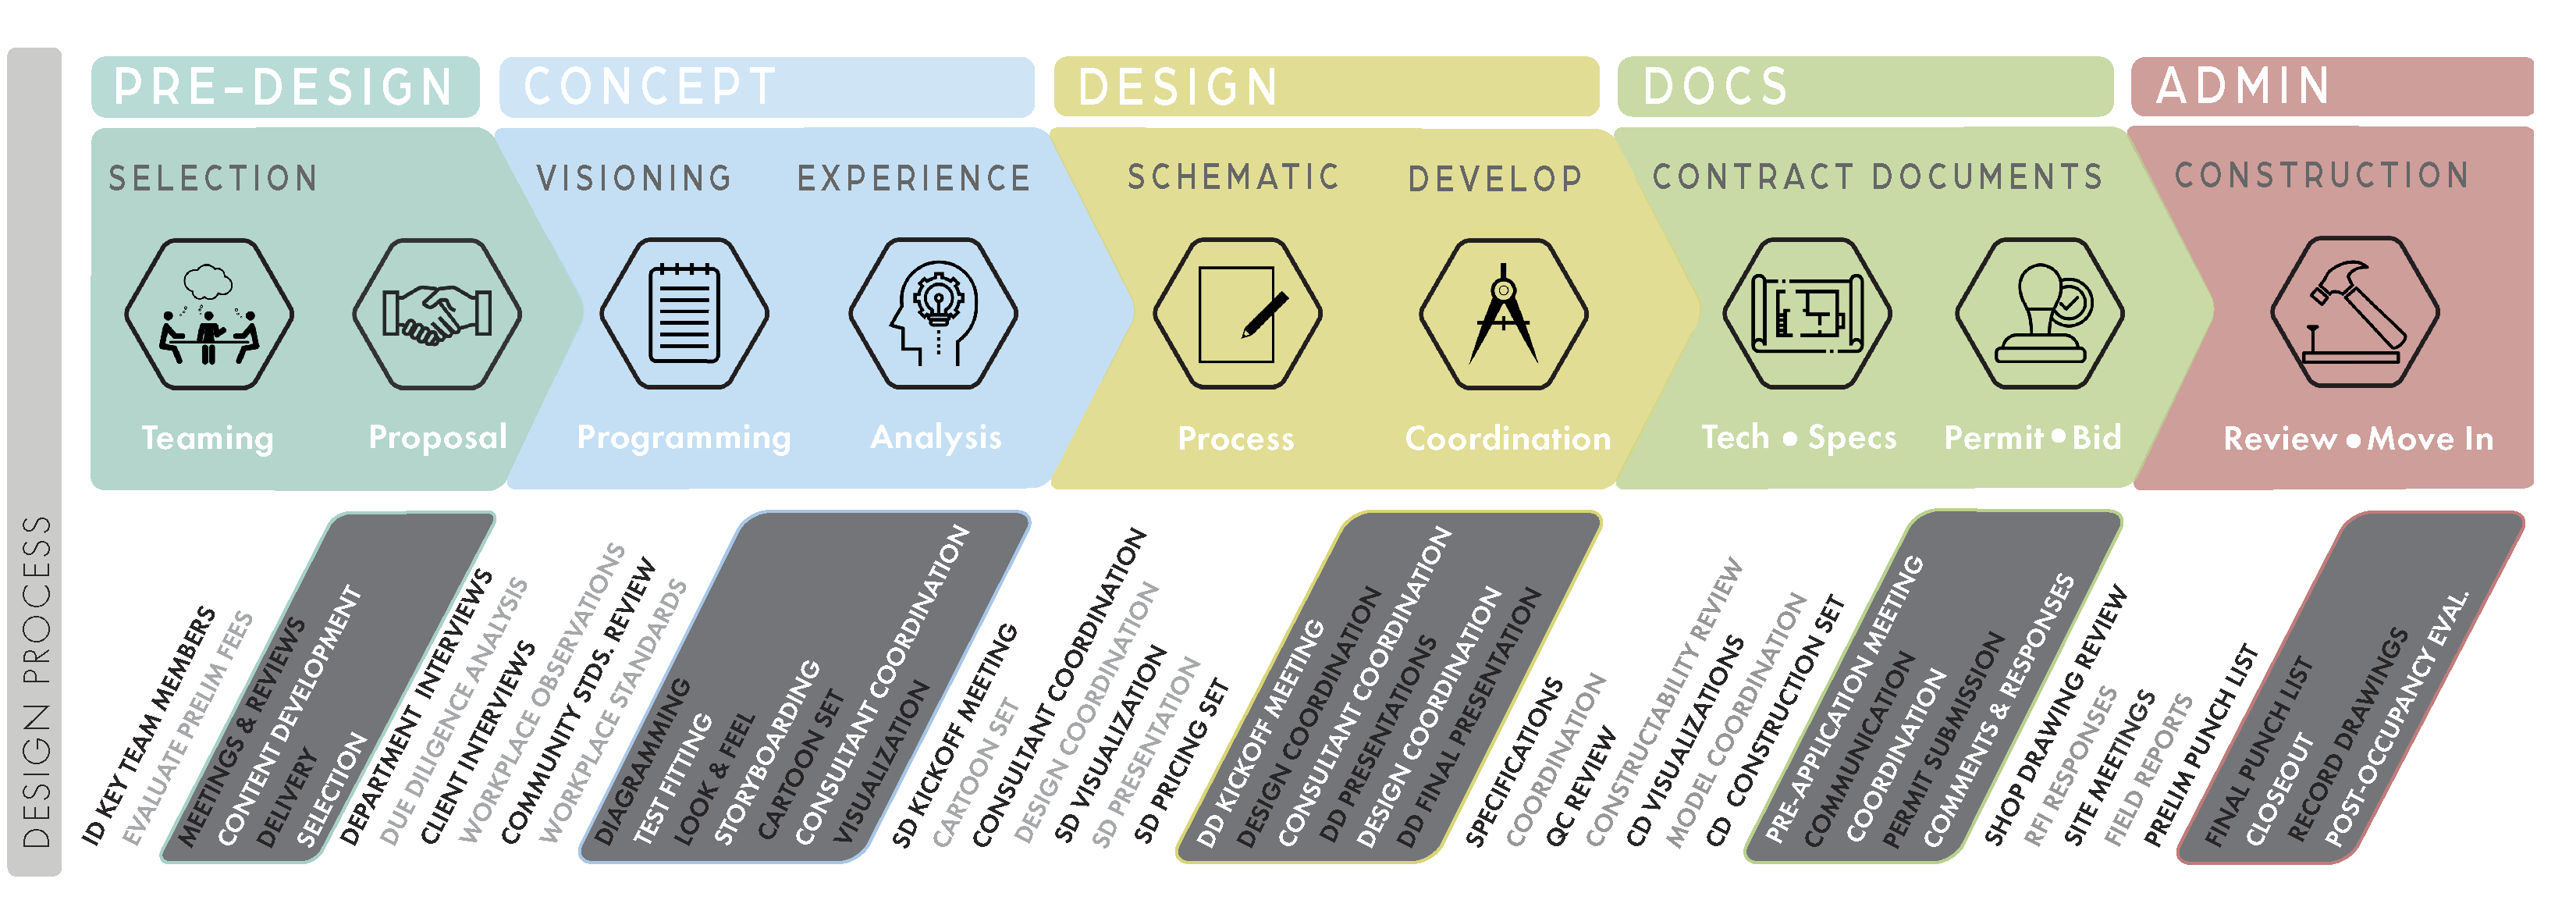 PRE-DESIGN
CONCEPT
DESIGN
DOCS
ADMIN
SELECTION
VISIONING
EXPERIENCE
SCHEMATIC
DEVELOP
CONTRACT DOCUMENTS
CONSTRUCTION
Teaming
Proposal
Programming
Analysis
Process
Coordination
Tech • Specs
Permit • Bid
Review • Move In
DESIGN PROCESS
ID KEY TEAM MEMBERS
EVALUATE PRELIM FEES
MEETINGS & REVIEWS
CONTENT DEVELOPMENT
DELIVERY
SELECTION
DEPARTMENT INTERVIEWS
DUE DILIGENCE ANALYSIS
CLIENT INTERVIEWS
WORKPLACE OBSERVATIONS
COMMUNITY STDS. REVIEW
WORKPLACE STANDARDS
DIAGRAMMING
TEST FITTING
LOOK & FEEL
STORYBOARDING
CARTOON SET
CONSULTANT COORDINATION
VISUALIZATION
SD KICKOFF MEETING
CARTOON SET
CONSULTANT COORDINATION
DESIGN COORDINATION
SD VISUALIZATION
SD PRESENTATION
SD PRICING SET
DD KICKOFF MEETING
DESIGN COORDINATION
CONSULTANT COORDINATION
DD PRESENTATIONS
DESIGN COORDINATION
DD FINAL PRESENTATION
SPECIFICATIONS
COORDINATION
QC REVIEW
CONSTRUCTABILITY REVIEW
CD VISUALIZATIONS
MODEL COORDINATION
CD CONSTRUCTION SET
PRE-APPLICATION MEETING
COMMUNICATION
COORDINATION
PERMIT SUBMISSION
COMMENTS & RESPONSES
SHOP DRAWING REVIEW
RFI RESPONSES
SITE MEETINGS
FIELD REPORTS
PRELIM PUNCH LIST
FINAL PUNCH LIST
CLOSEOUT
RECORD DRAWINGS
POST-OCCUPANCY EVAL.